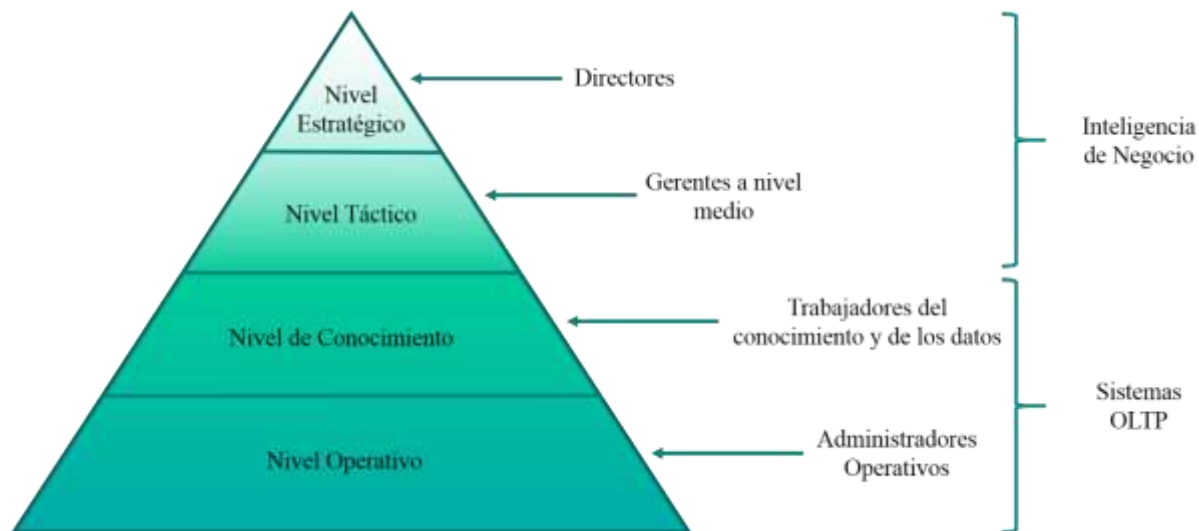 Nivel
Estratégico
Directores
Nivel Táctico
Gerentes a nivel
medio
Inteligencia
de Negocio
Nivel de Conocimiento
Trabajadores del
conocimiento y de los datos
Nivel Operativo
Administradores
Operativos
Sistemas
OLTP